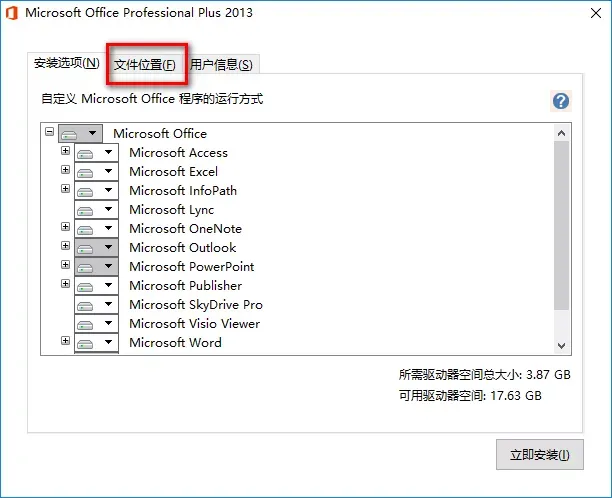 Microsoft Office Professional Plus 2013
安装选项(N) 文件位置(F) 用户信息(S)
自定义 Microsoft Office 程序的运行方式
Microsoft Office
Microsoft Access
Microsoft Excel
Microsoft InfoPath
Microsoft Lync
Microsoft OneNote
Microsoft Outlook
Microsoft PowerPoint
Microsoft Publisher
Microsoft SkyDrive Pro
Microsoft Visio Viewer
Microsoft Word
所需驱动器空间总大小: 3.87 GB
可用驱动器空间: 17.63 GB
立即安装(I)